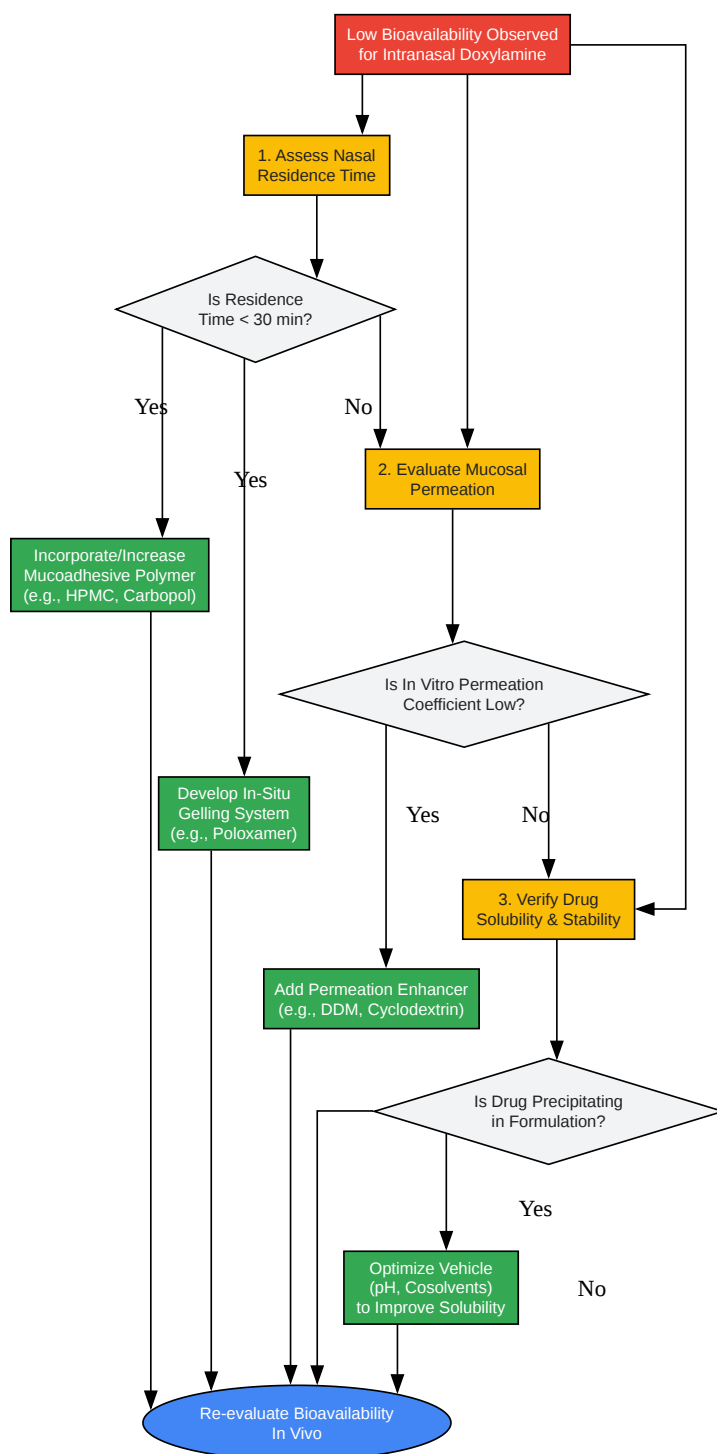 Low Bioavailability Observed
for Intranasal Doxylamine
1. Assess Nasal
Residence Time
Is Residence
Time < 30 min?
Yes
No
Yes
2. Evaluate Mucosal
Permeation
Incorporate/Increase
Mucoadhesive Polymer
(e.g., HPMC, Carbopol)
Is In Vitro Permeation
Coefficient Low?
Develop In-Situ
Gelling System
(e.g., Poloxamer)
Yes
No
3. Verify Drug
Solubility & Stability
Add Permeation Enhancer
(e.g., DDM, Cyclodextrin)
Is Drug Precipitating
in Formulation?
Yes
No
Optimize Vehicle
(pH, Cosolvents)
to Improve Solubility
Re-evaluate Bioavailability
In Vivo